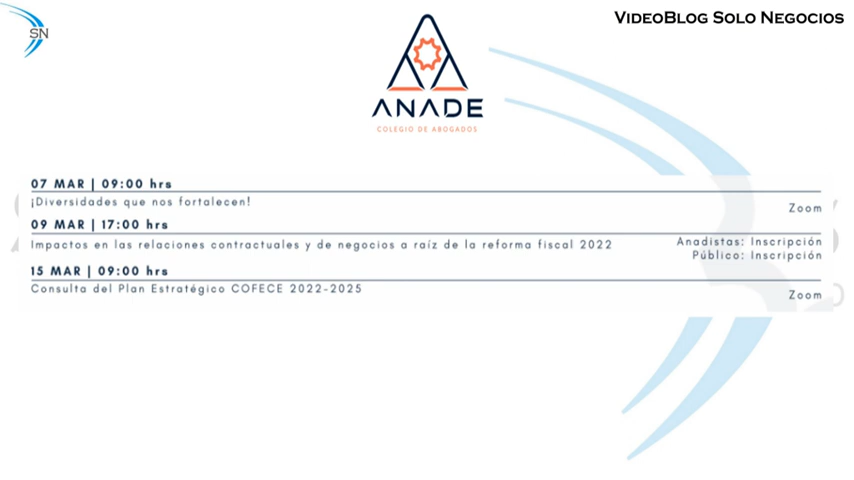 SN
VideoBlog Solo Negocios
ANADE
COLEGIO DE ABOGADOS
07 MAR | 09:00 hrs
¡Diversidades que nos fortalecen!
Zoom
09 MAR | 17:00 hrs
Impactos en las relaciones contractuales y de negocios a raíz de la reforma fiscal 2022
Anadistas: Inscripción
Público: Inscripción
15 MAR | 09:00 hrs
Consulta del Plan Estratégico COFECE 2022-2025
Zoom